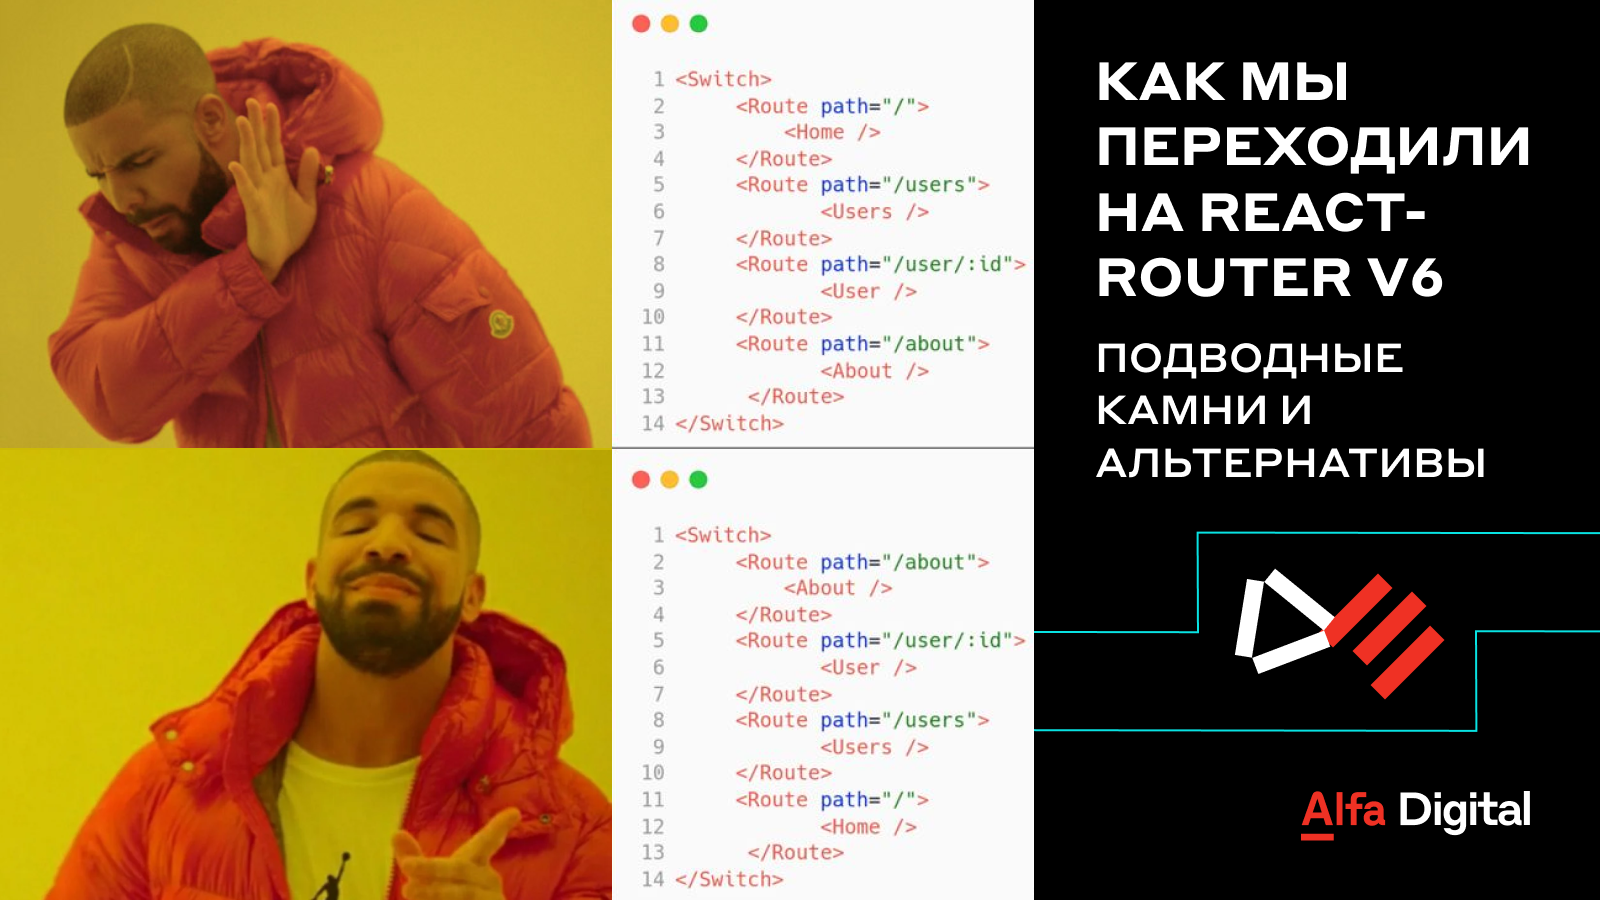 1 <Switch>
2 <Route path="/">
3 <Home />
4 </Route>
5 <Route path="/users">
6 <Users />
7 </Route>
8 <Route path="/user/:id">
9 <User />
10 </Route>
11 <Route path="/about">
12 <About />
13 </Route>
14 </Switch>
1 <Switch>
2 <Route path="/about">
3 <About />
4 </Route>
5 <Route path="/user/:id">
6 <User />
7 </Route>
8 <Route path="/users">
9 <Users />
10 </Route>
11 <Route path="/">
12 <Home />
13 </Route>
14 </Switch>
КАК МЫ
ПЕРЕХОДИЛИ
НА REACT-
ROUTER V6
ПОДВОДНЫЕ
КАМНИ И
АЛЬТЕРНАТИВЫ
Alfa Digital